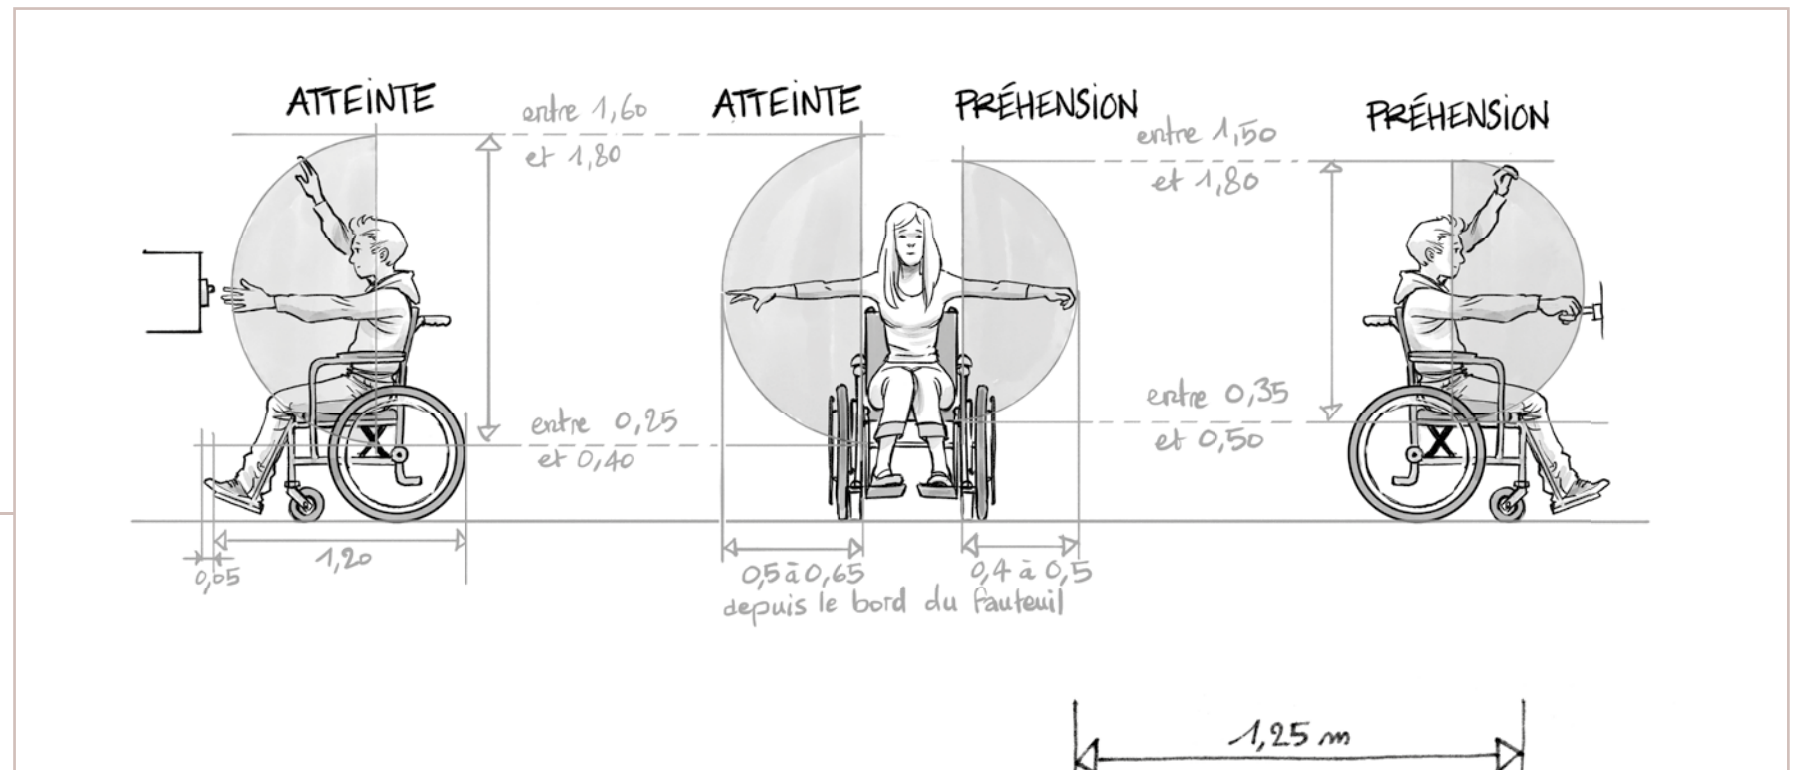 ATTEINTE
entre 1,60
et 1,80
ATTEINTE
PRÉHENSION
entre 1,50
et 1,80
PRÉHENSION
entre 0,25
et 0,40
entre 0,35
et 0,50
0,05
1,20
0,5 à 0,65
0,4 à 0,5
depuis le bord du fauteuil
1,25 m